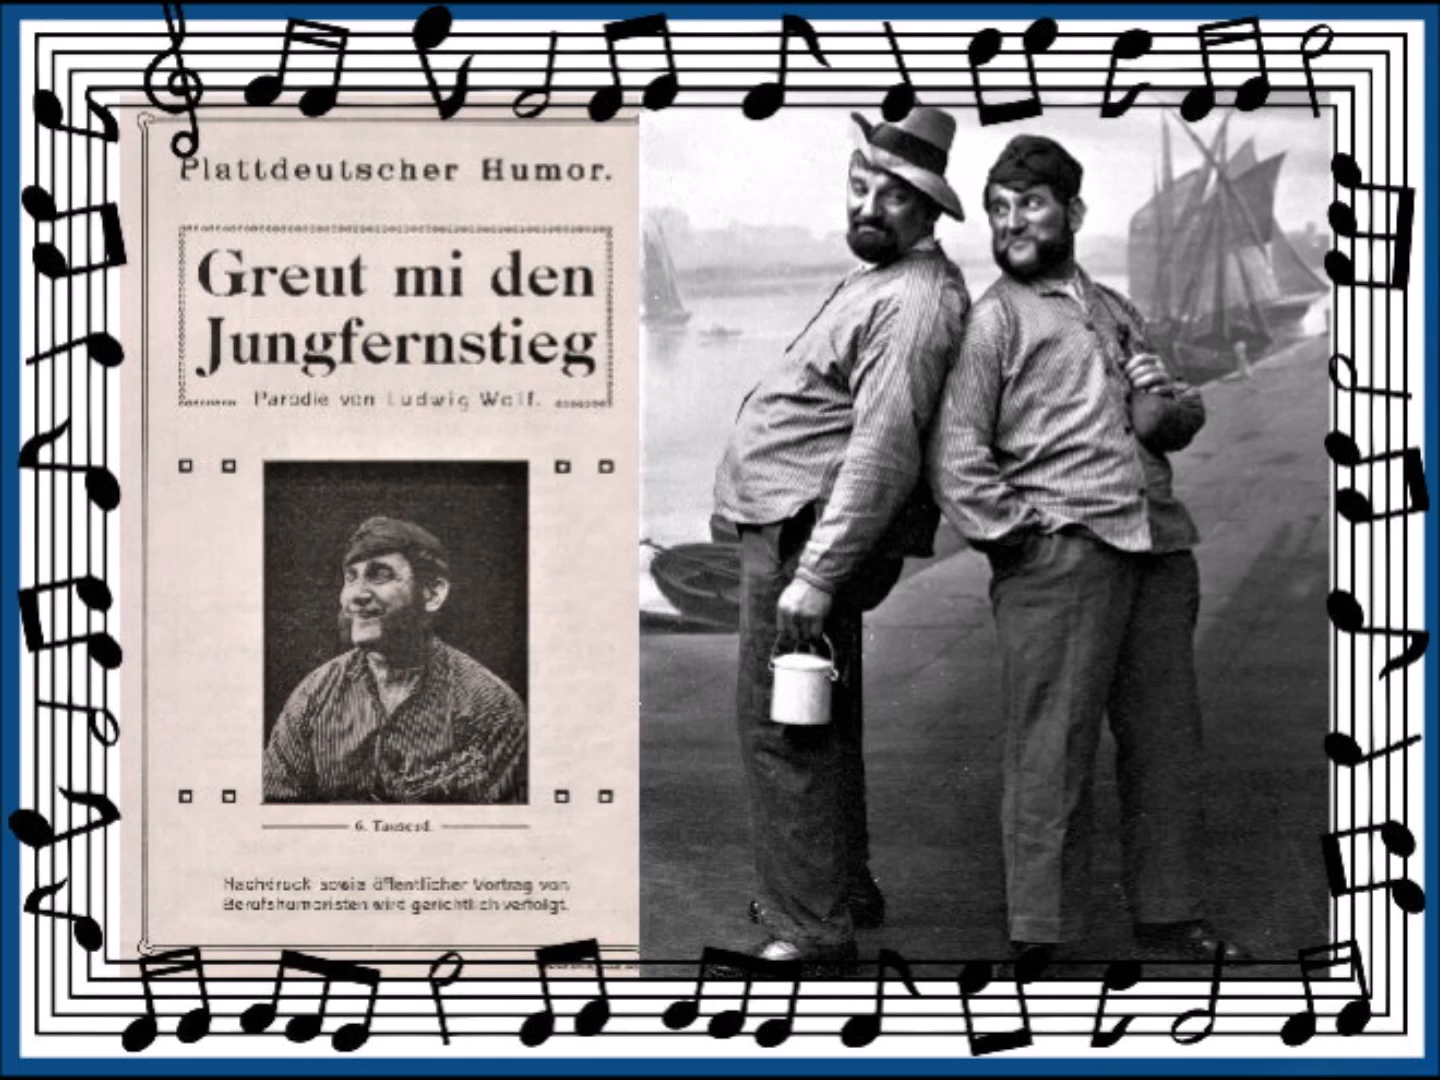 Plattdeutscher Humor.
Greut mi den
Jungfernstieg
Parodie von Ludwig Wolf.
6. Tausend.
Nachdruck sowie öffentlicher Vortrag von
Berufshumoristen wird gerichtlich verfolgt.